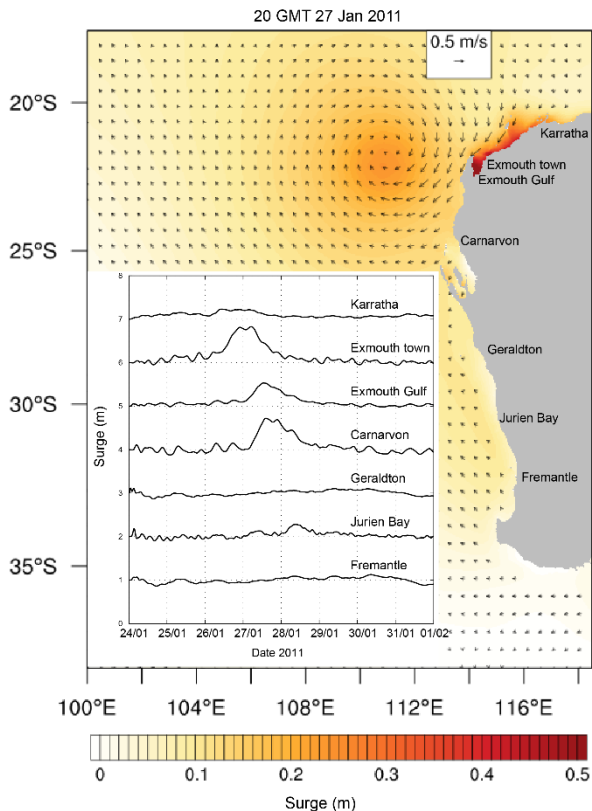 20 GMT 27 Jan 2011
0.5 m/s
20°S
25°S
30°S
35°S
Karratha
Exmouth town
Exmouth Gulf
Carnarvon
Geraldton
Jurien Bay
Fremantle
Surge (m)
8
7
6
5
4
3
2
1
0
Karratha
Exmouth town
Exmouth Gulf
Carnarvon
Geraldton
Jurien Bay
Fremantle
24/01 25/01 26/01 27/01 28/01 29/01 30/01 31/01 01/02
Date 2011
100°E 104°E 108°E 112°E 116°E
0 0.1 0.2 0.3 0.4 0.5
Surge (m)